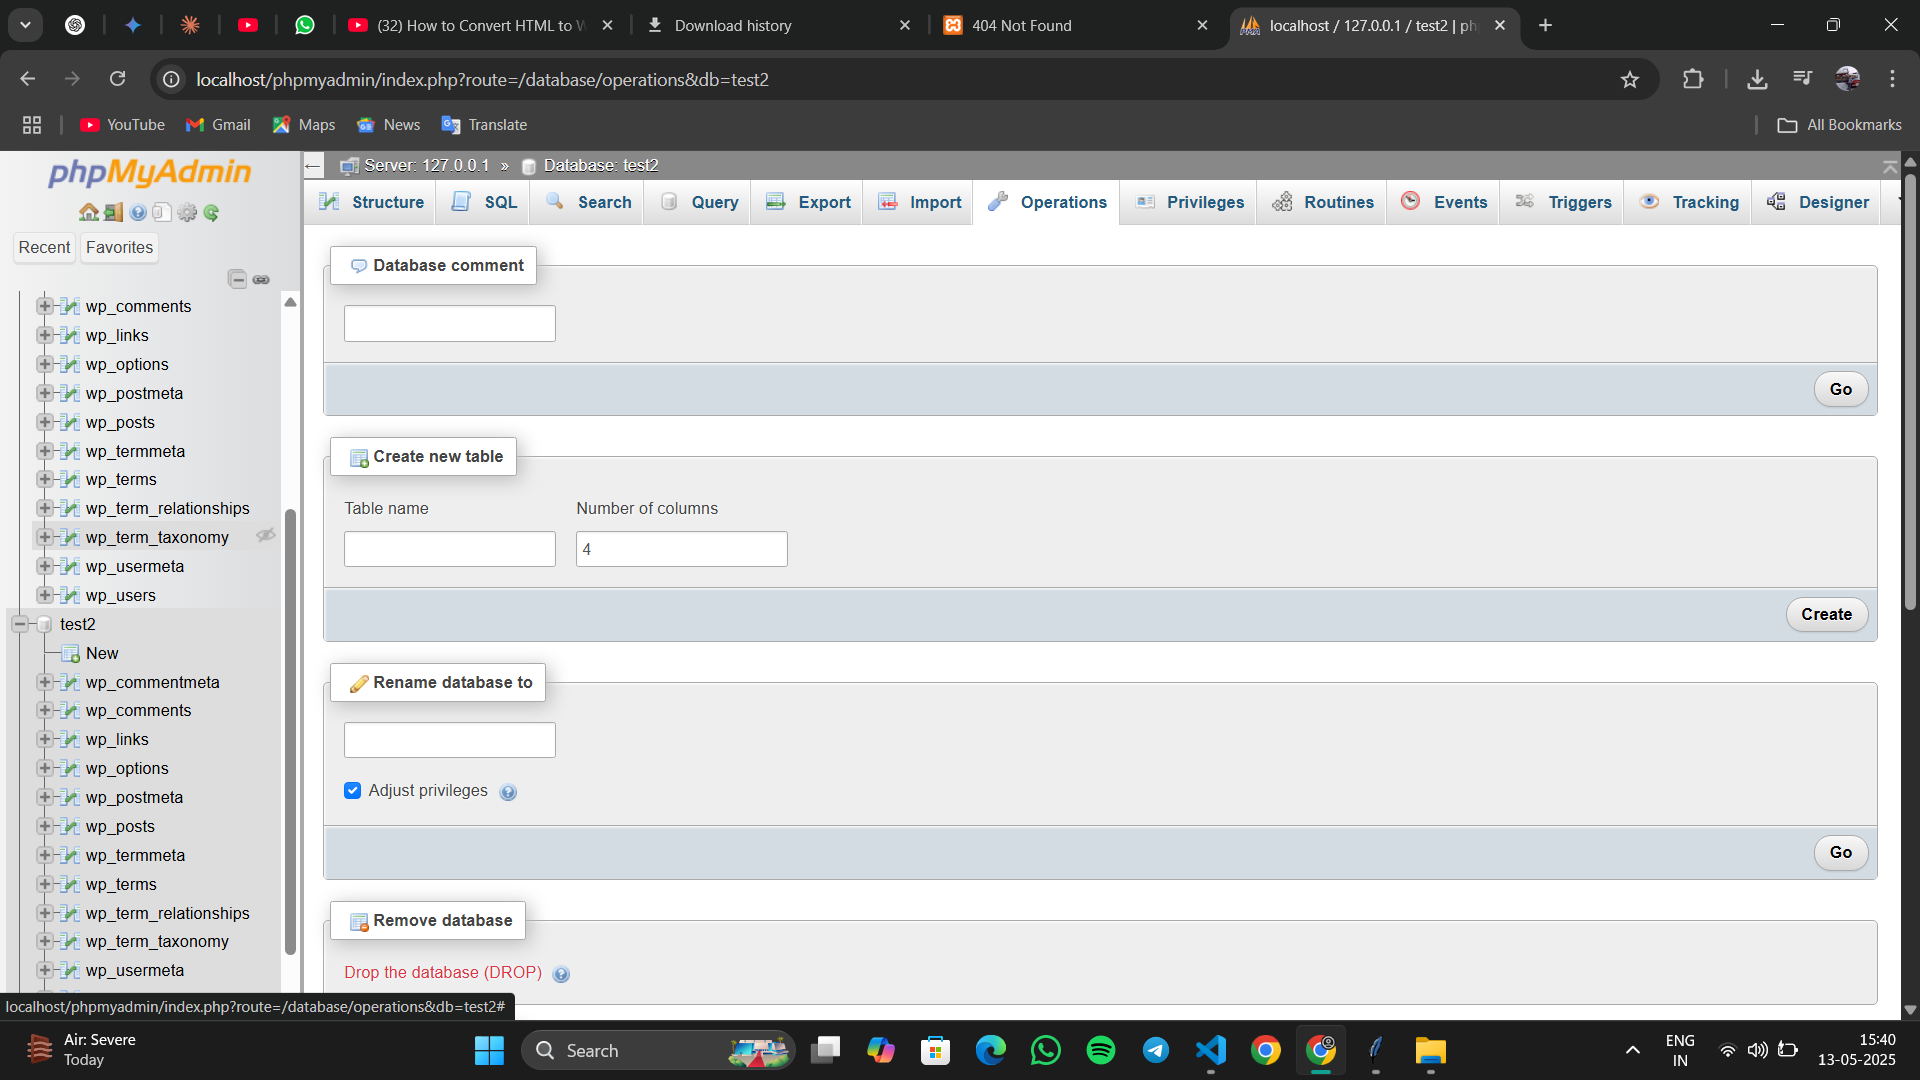 (32) How to Convert HTML to W
Download history
404 Not Found
localhost / 127.0.0.1 / test2 | ph
localhost/phpmyadmin/index.php?route=/database/operations&db=test2
YouTube
Gmail
Maps
News
Translate
All Bookmarks
phpMyAdmin
Recent
Favorites
wp_comments
wp_links
wp_options
wp_postmeta
wp_posts
wp_termmeta
wp_terms
wp_term_relationships
wp_term_taxonomy
wp_usermeta
wp_users
test2
New
wp_commentmeta
wp_comments
wp_links
wp_options
wp_postmeta
wp_posts
wp_termmeta
wp_terms
wp_term_relationships
wp_term_taxonomy
wp_usermeta
localhost/phpmyadmin/index.php?route=/database/operations&db=test2#
Server: 127.0.0.1 » Database: test2
Structure
SQL
Search
Query
Export
Import
Operations
Privileges
Routines
Events
Triggers
Tracking
Designer
Database comment
Go
Create new table
Table name
Number of columns
4
Create
Rename database to
Adjust privileges
Go
Remove database
Drop the database (DROP)
Air: Severe
Today
Search
ENG
IN
15:40
13-05-2025